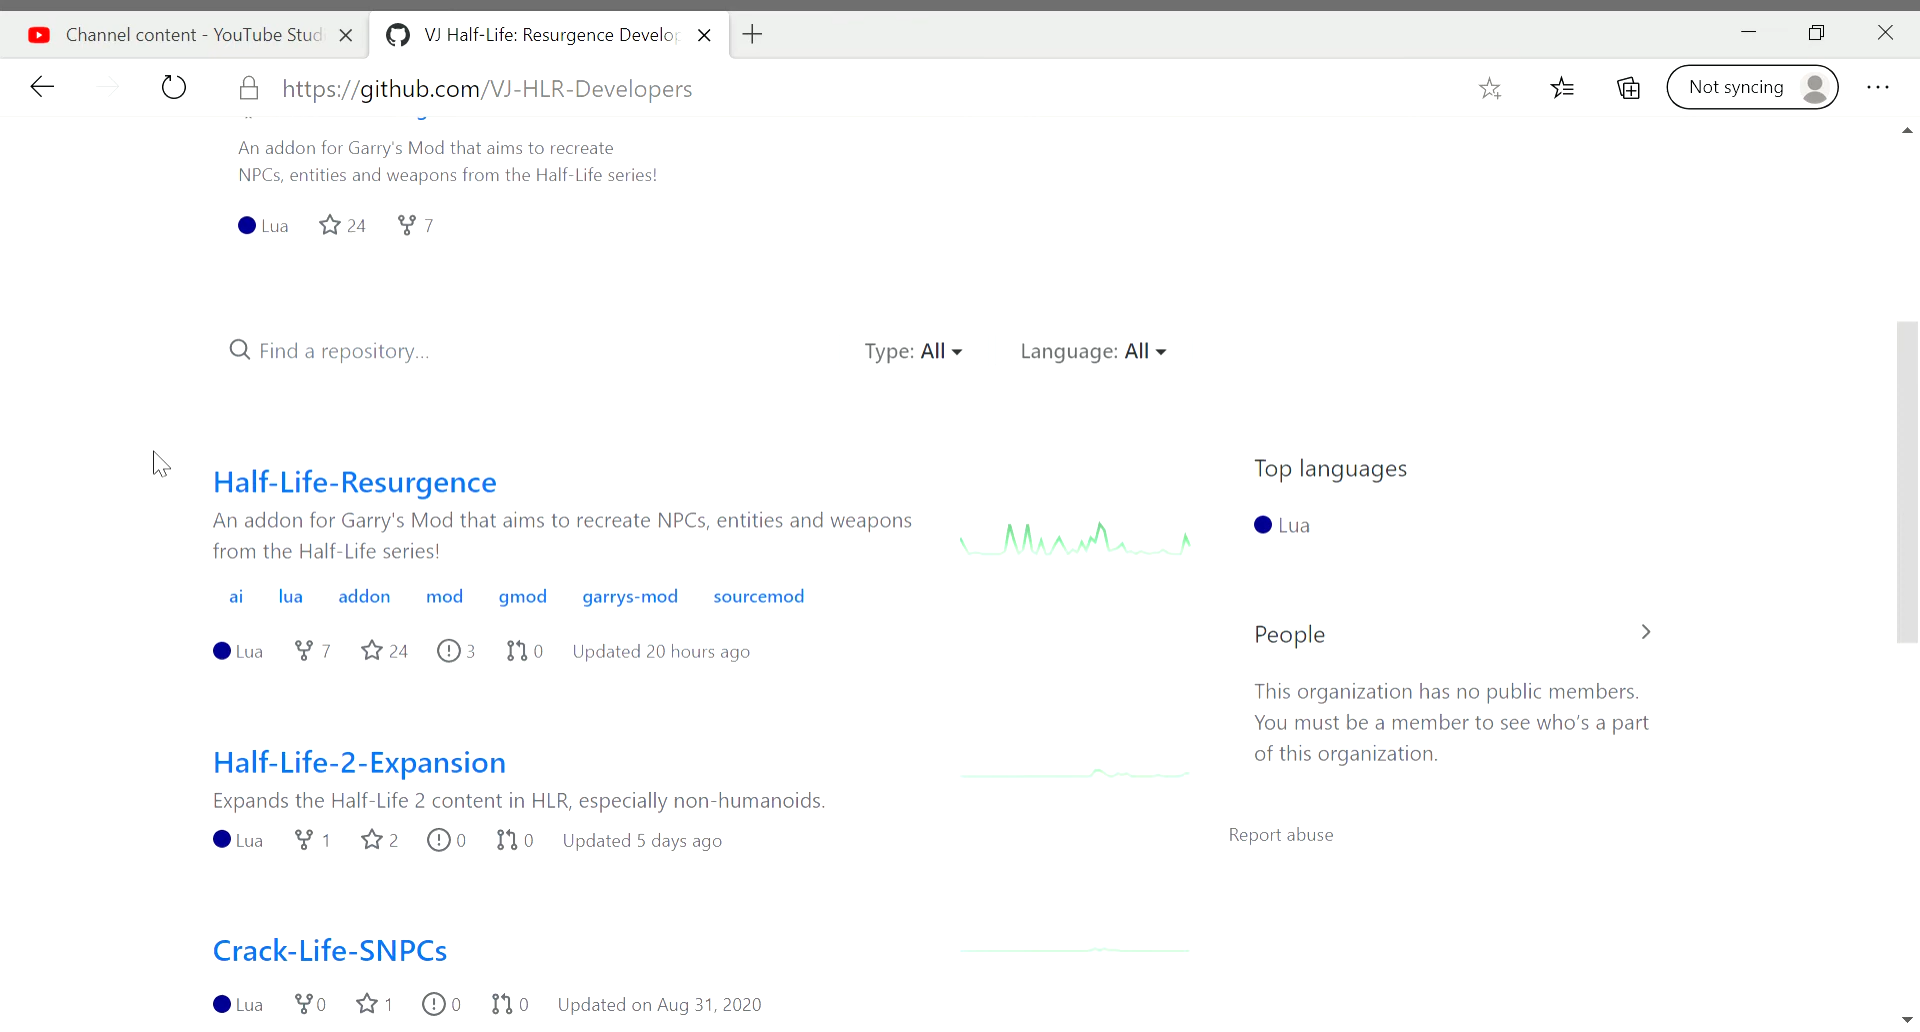 Channel content - YouTube Stud
VJ Half-Life: Resurgence Develop
https://github.com/VJ-HLR-Developers
Not syncing
An addon for Garry's Mod that aims to recreate
NPCs, entities and weapons from the Half-Life series!
Lua 24 7
Find a repository...
Type: All
Language: All
Half-Life-Resurgence
An addon for Garry's Mod that aims to recreate NPCs, entities and weapons
from the Half-Life series!
ai lua addon mod gmod garrys-mod sourcemod
Lua 7 24 3 0 Updated 20 hours ago
Half-Life-2-Expansion
Expands the Half-Life 2 content in HLR, especially non-humanoids.
Lua 1 2 0 0 Updated 5 days ago
Crack-Life-SNPCs
Lua 0 1 0 0 Updated on Aug 31, 2020
Top languages
Lua
People
This organization has no public members.
You must be a member to see who's a part
of this organization.
Report abuse